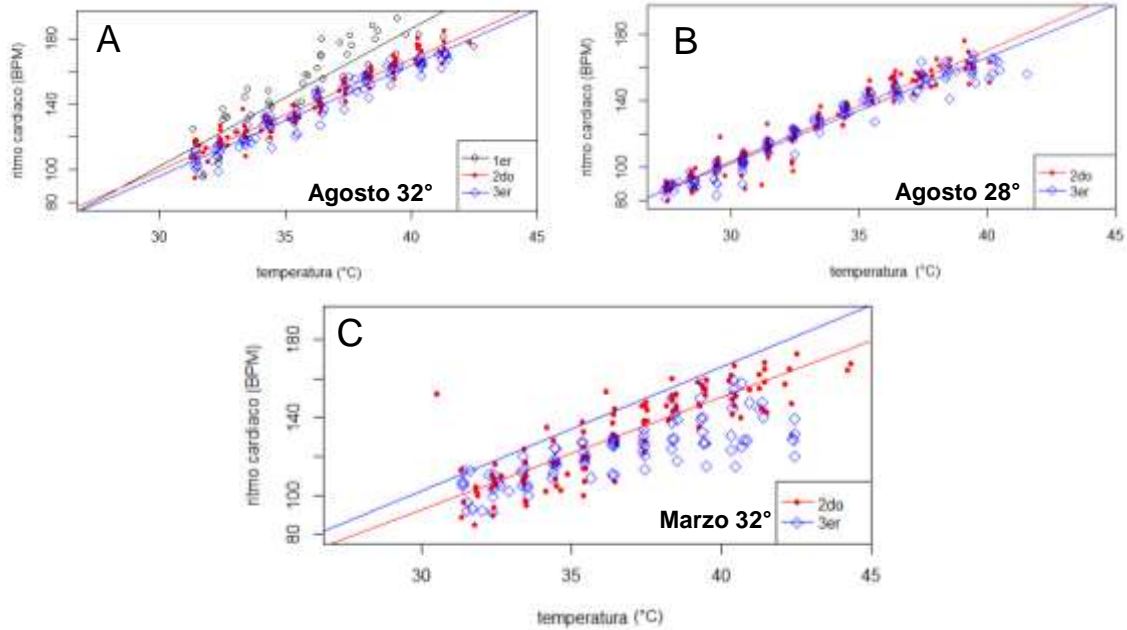 A
ritmo cardiaco (BPM)
180
140
100
80
1er
2do
3er
Agosto 32°
30 35 40 45
temperatura (°C)
B
ritmo cardiaco (BPM)
180
140
100
80
2do
3er
Agosto 28°
30 35 40 45
temperatura (°C)
C
ritmo cardiaco (BPM)
180
140
100
80
2do
3er
Marzo 32°
30 35 40 45
temperatura (°C)